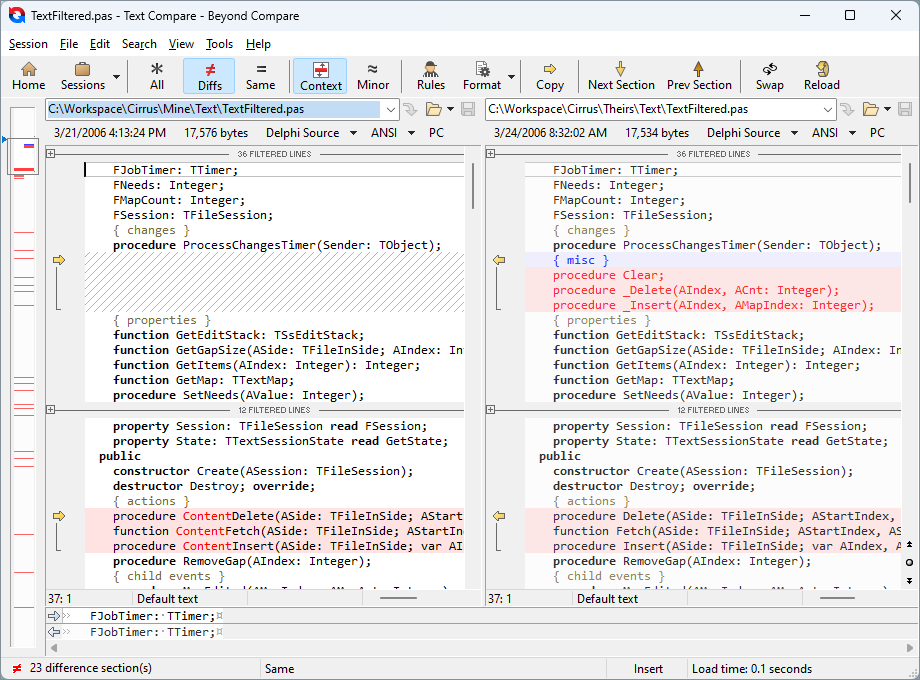 TextFiltered.pas - Text Compare - Beyond Compare
Session File Edit Search View Tools Help
Home Sessions All Diffs Same Context Minor Rules Format Copy Next Section Prev Section Swap Reload
C:\Workspace\Cirrus\Mine\Text\TextFiltered.pas
C:\Workspace\Cirrus\Theirs\Text\TextFiltered.pas
3/21/2006 4:13:24 PM 17,576 bytes Delphi Source ANSI PC
3/24/2006 8:32:02 AM 17,534 bytes Delphi Source ANSI PC
36 FILTERED LINES
FJobTimer: TTimer;
FNeeds: Integer;
FMapCount: Integer;
FSession: TFileSession;
{ changes }
procedure ProcessChangesTimer(Sender: TObject);
{ properties }
function GetEditStack: TSsEditStack;
function GetGapSize(ASide: TFileInSide; AIndex: In
function GetItems(AIndex: Integer): Integer;
function GetMap: TTextMap;
procedure SetNeeds(AValue: Integer);
12 FILTERED LINES
property Session: TFileSession read FSession;
property State: TTextSessionState read GetState;
public
constructor Create(ASession: TFileSession);
destructor Destroy; override;
{ actions }
procedure ContentDelete(ASide: TFileInSide; AStart
function ContentFetch(ASide: TFileInSide; AStartIn
procedure ContentInsert(ASide: TFileInSide; var AI
procedure RemoveGap(AIndex: Integer);
{ child events }
36 FILTERED LINES
FJobTimer: TTimer;
FNeeds: Integer;
FMapCount: Integer;
FSession: TFileSession;
{ changes }
procedure ProcessChangesTimer(Sender: TObject);
{ misc }
procedure Clear;
procedure _Delete(AIndex, ACnt: Integer);
procedure _Insert(AIndex, AMapIndex: Integer);
{ properties }
function GetEditStack: TSsEditStack;
function GetGapSize(ASide: TFileInSide; AIndex: In
function GetItems(AIndex: Integer): Integer;
function GetMap: TTextMap;
procedure SetNeeds(AValue: Integer);
12 FILTERED LINES
property Session: TFileSession read FSession;
property State: TTextSessionState read GetState;
public
constructor Create(ASession: TFileSession);
destructor Destroy; override;
{ actions }
procedure Delete(ASide: TFileInSide; AStartIndex,
function Fetch(ASide: TFileInSide; AStartIndex, AS
procedure Insert(ASide: TFileInSide; var AIndex, A
procedure RemoveGap(AIndex: Integer);
{ child events }
37: 1 Default text
37: 1 Default text
FJobTimer:·TTimer;¤
FJobTimer:·TTimer;¤
23 difference section(s) Same Insert Load time: 0.1 seconds